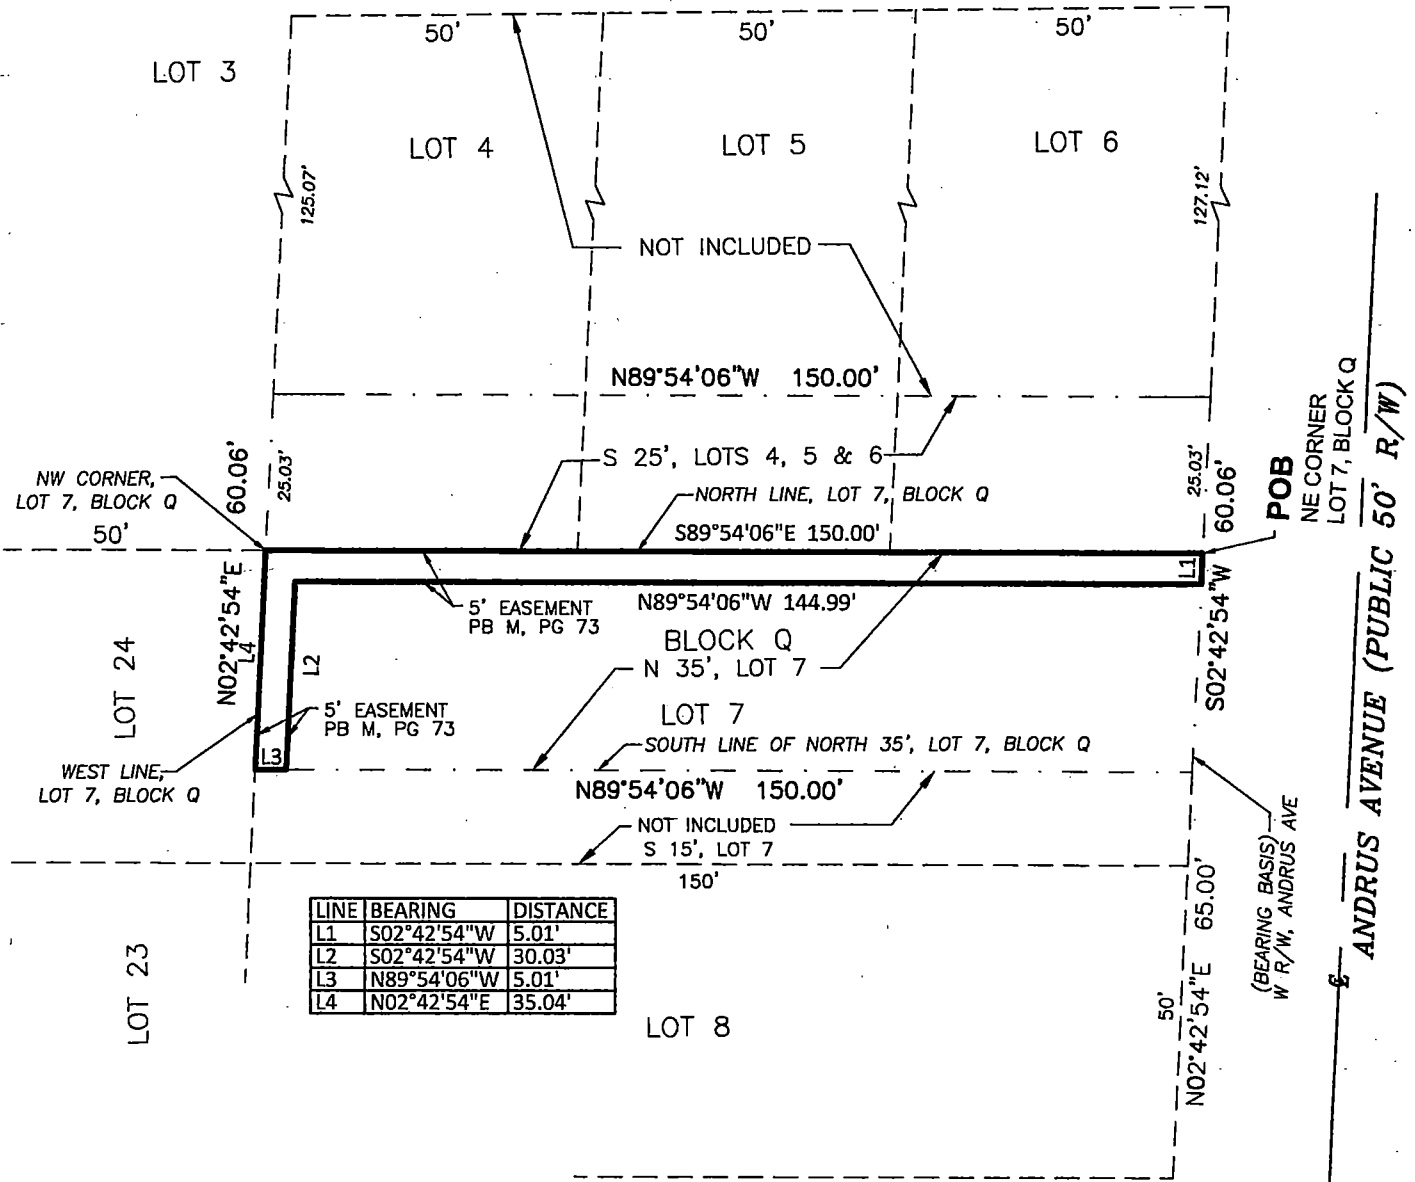 50'
50'
50'
LOT 3
LOT 4
LOT 5
LOT 6
125.07'
127.12'
NOT INCLUDED
N89°54'06"W 150.00'
S 25', LOTS 4, 5 & 6
NW CORNER,
LOT 7, BLOCK Q
60.06'
25.03'
25.03'
60.06'
NORTH LINE, LOT 7, BLOCK Q
50'
S89°54'06"E 150.00'
POB
NE CORNER
LOT 7, BLOCK Q
L1
N02°42'54"E
L4
L2
5' EASEMENT
PB M, PG 73
N89°54'06"W 144.99'
BLOCK Q
N 35', LOT 7
S02°42'54"W
LOT 24
5' EASEMENT
PB M, PG 73
LOT 7
SOUTH LINE OF NORTH 35', LOT 7, BLOCK Q
L3
WEST LINE,
LOT 7, BLOCK Q
N89°54'06"W 150.00'
NOT INCLUDED
S 15', LOT 7
150'
(BEARING BASIS)
W R/W, ANDRUS AVE
ANDRUS AVENUE (PUBLIC 50' R/W)
LINE BEARING DISTANCE
L1 S02°42'54"W 5.01'
L2 S02°42'54"W 30.03'
L3 N89°54'06"W 5.01'
L4 N02°42'54"E 35.04'
LOT 23
LOT 8
50'
N02°42'54"E 65.00'